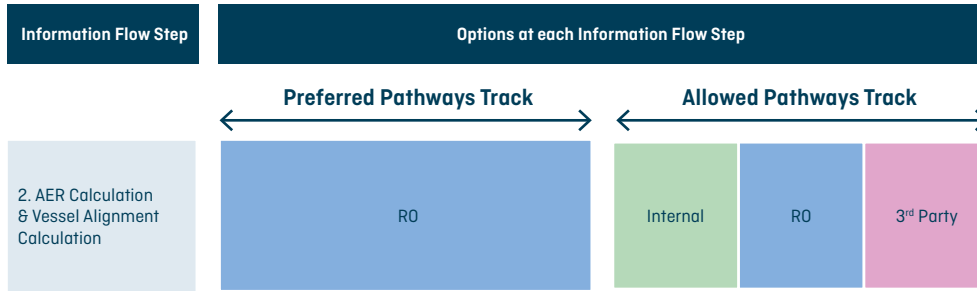 Information Flow Step
Options at each Information Flow Step
Preferred Pathways Track
Allowed Pathways Track
2. AER Calculation
& Vessel Alignment
Calculation
RO
Internal
RO
3rd Party